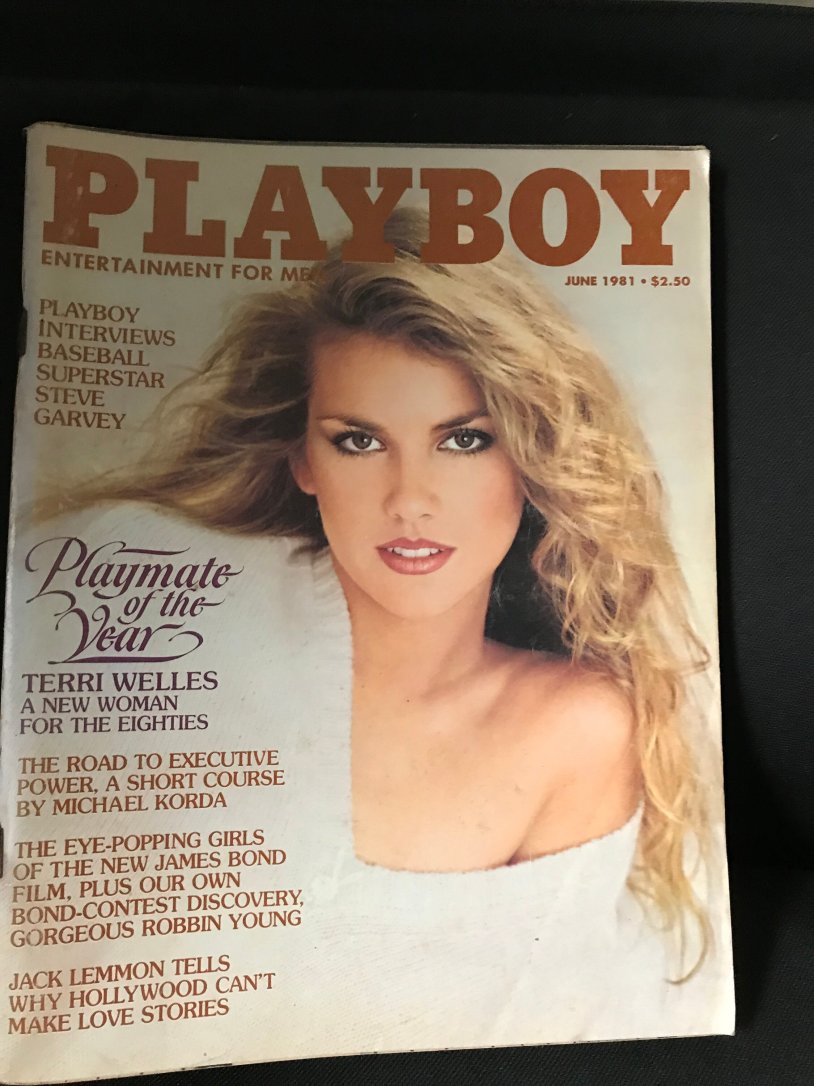 PLAYBOY
ENTERTAINMENT FOR ME
JUNE 1981 • $2.50
PLAYBOY
INTERVIEWS
BASEBALL
SUPERSTAR
STEVE
GARVEY
Playmate
of the
Year
TERRI WELLES
A NEW WOMAN
FOR THE EIGHTIES
THE ROAD TO EXECUTIVE
POWER, A SHORT COURSE
BY MICHAEL KORDA
THE EYE-POPPING GIRLS
OF THE NEW JAMES BOND
FILM, PLUS OUR OWN
BOND-CONTEST DISCOVERY,
GORGEOUS ROBBIN YOUNG
JACK LEMMON TELLS
WHY HOLLYWOOD CAN'T
MAKE LOVE STORIES